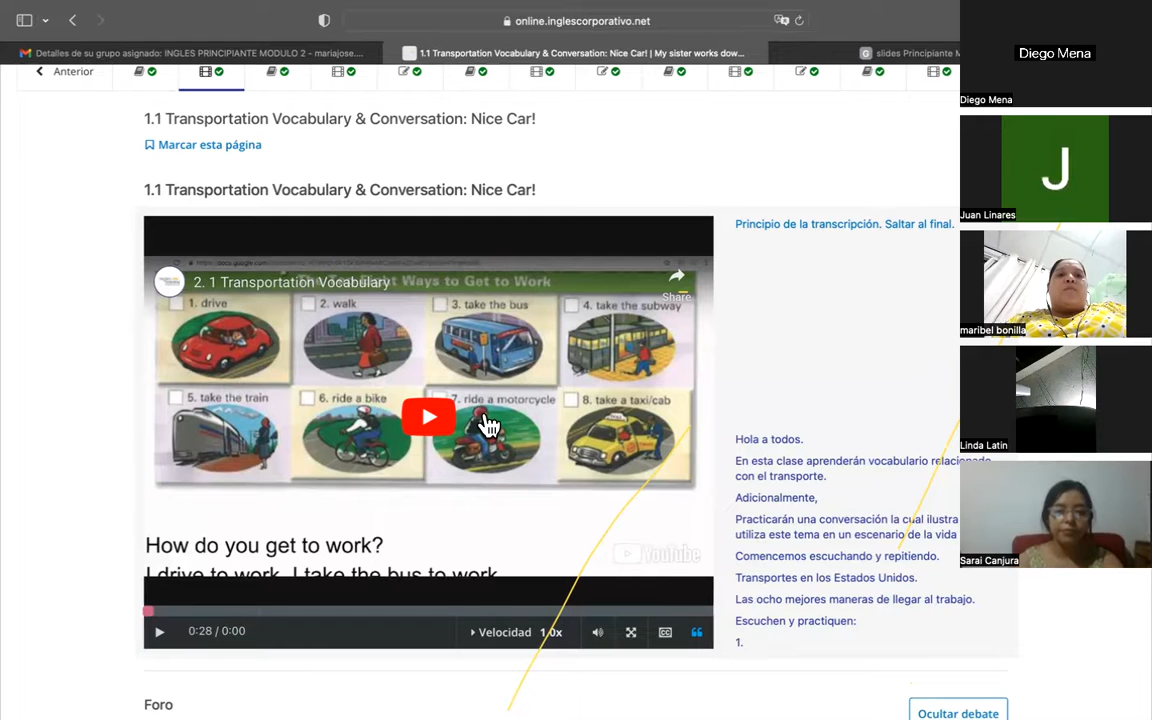 online.inglescorporativo.net
Detalles de su grupo asignado: INGLES PRINCIPIANTE MODULO 2 - mariajose....
1.1 Transportation Vocabulary & Conversation: Nice Car! | My sister works dow...
slides Principiante M
Anterior
1.1 Transportation Vocabulary & Conversation: Nice Car!
Marcar esta página
1.1 Transportation Vocabulary & Conversation: Nice Car!
2. 1 Transportation Vocabulary
Ways to Get to Work
Share
1. drive
2. walk
3. take the bus
4. take the subway
5. take the train
6. ride a bike
7. ride a motorcycle
8. take a taxi/cab
TAXI
How do you get to work?
I drive to work. I take the bus to work.
YouTube
0:28 / 0:00
Velocidad 1.0x
CC
Principio de la transcripción. Saltar al final.
Hola a todos.
En esta clase aprenderán vocabulario relacionado
con el transporte.
Adicionalmente,
Practicarán una conversación la cual ilustra
utiliza este tema en un escenario de la vida
Comencemos escuchando y repitiendo.
Transportes en los Estados Unidos.
Las ocho mejores maneras de llegar al trabajo.
Escuchen y practiquen:
1.
Foro
Ocultar debate
Diego Mena
Diego Mena
J
Juan Linares
maribel bonilla
Linda Latin
Sarai Canjura